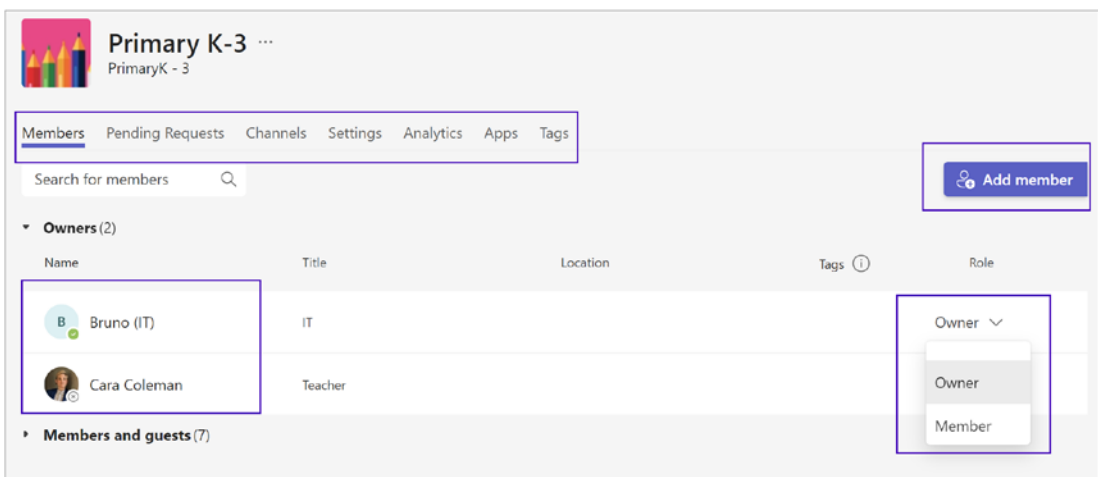 Primary K-3 ...
PrimaryK - 3
Members Pending Requests Channels Settings Analytics Apps Tags
Search for members
Add member
Owners (2)
Name Title Location Tags Role
B Bruno (IT) IT Owner
Cara Coleman Teacher
Owner
Member
Members and guests (7)